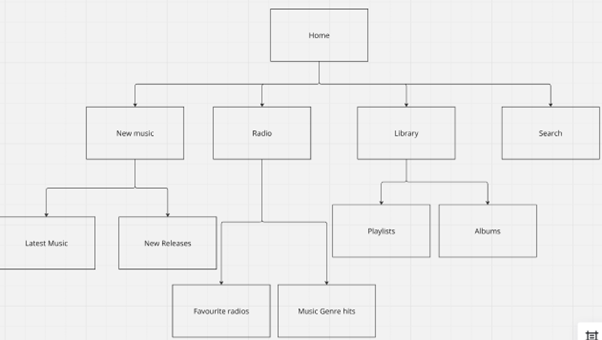 Home
New music
Radio
Library
Search
Latest Music
New Releases
Playlists
Albums
Favourite radios
Music Genre hits